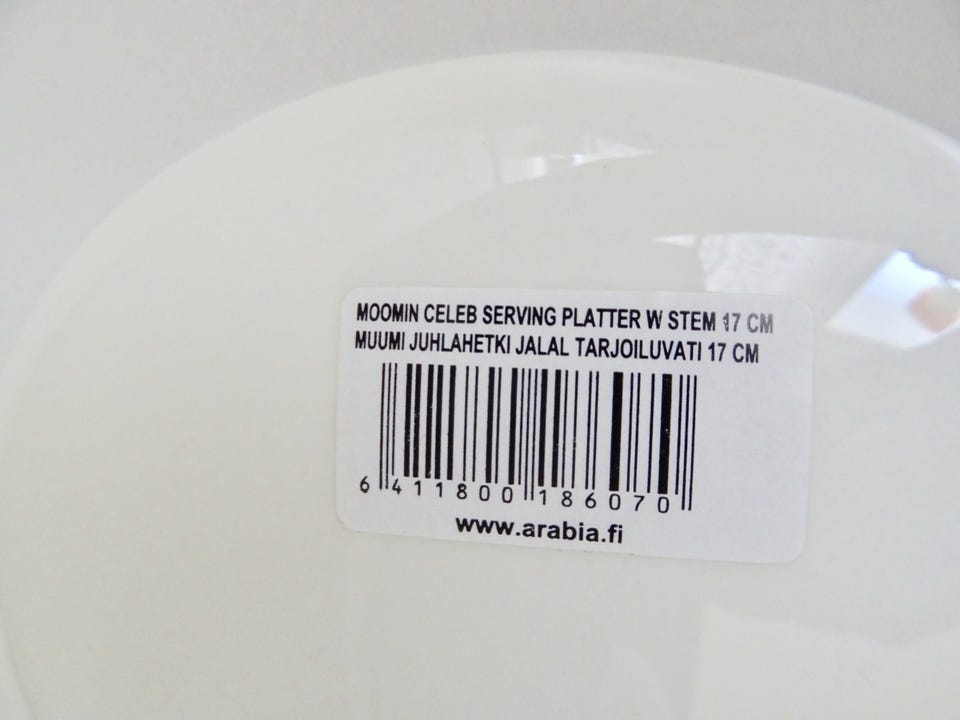 MOOMIN CELEB SERVING PLATTER W STEM 17 CM
MUUMI JUHLAHETKI JALAL TARJOILUVATI 17 CM
6 411800 186070
www.arabia.fi